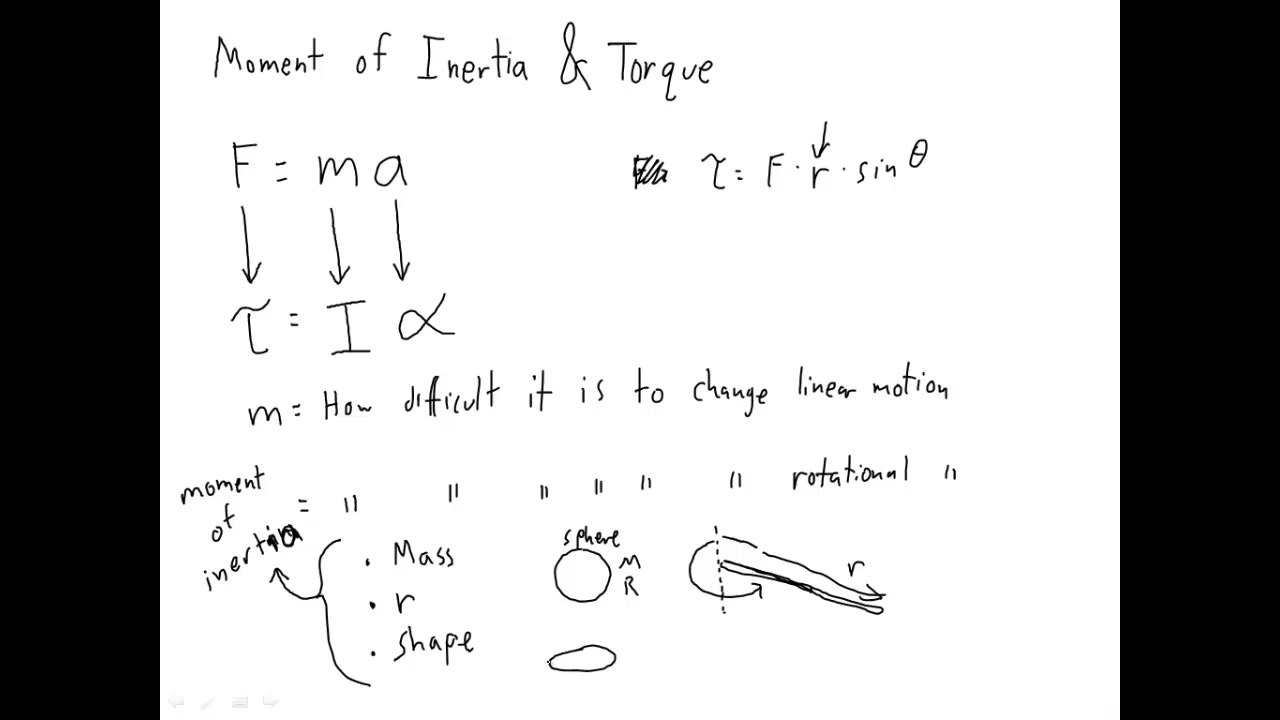 Moment of Inertia & Torque
F = ma
τ = F · r · sin θ
τ = I α
m = How difficult it is to change linear motion
moment of inertia = " " " " " " rotational "
· Mass
· r
· shape
sphere
M
R
r